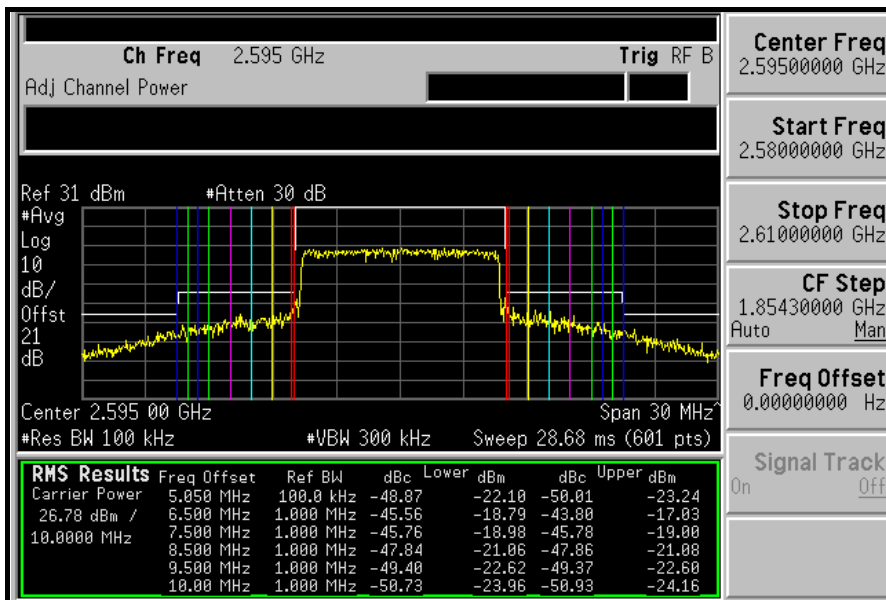 Ch Freq 2.595 GHz Trig RF B
Adj Channel Power
Ref 31 dBm #Atten 30 dB
#Avg
Log
10
dB/
Offst
21
dB
Center 2.595 00 GHz Span 30 MHz^
#Res BW 100 kHz #VBW 300 kHz Sweep 28.68 ms (601 pts)
RMS Results Freq Offset Ref BW dBc Lower dBm dBc Upper dBm
Carrier Power 5.050 MHz 100.0 kHz -48.87 -22.10 -50.01 -23.24
26.78 dBm / 6.500 MHz 1.000 MHz -45.56 -18.79 -43.80 -17.03
10.0000 MHz 7.500 MHz 1.000 MHz -45.76 -18.98 -45.78 -19.00
8.500 MHz 1.000 MHz -47.84 -21.06 -47.86 -21.08
9.500 MHz 1.000 MHz -49.40 -22.62 -49.37 -22.60
10.00 MHz 1.000 MHz -50.73 -23.96 -50.93 -24.16
Center Freq
2.59500000 GHz
Start Freq
2.58000000 GHz
Stop Freq
2.61000000 GHz
CF Step
1.85430000 GHz
Auto Man
Freq Offset
0.00000000 Hz
Signal Track
On Off